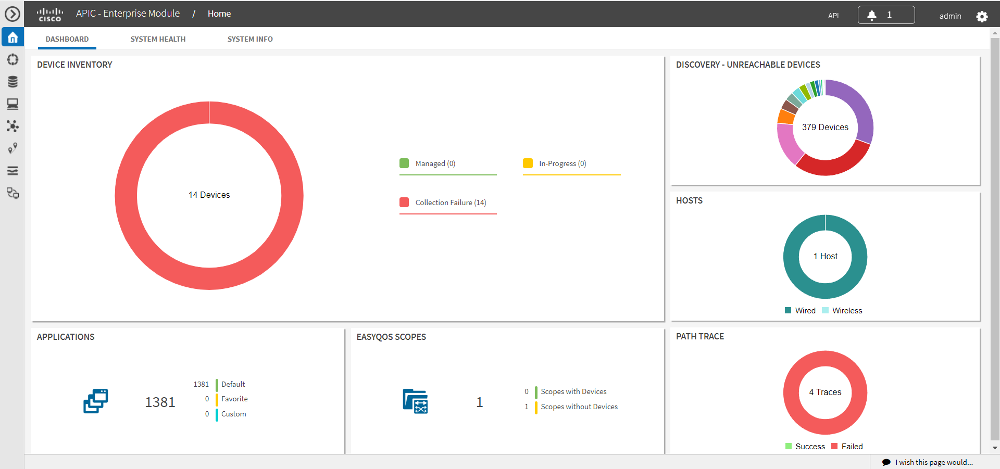 CISCO APIC - Enterprise Module / Home API 1 admin
DASHBOARD SYSTEM HEALTH SYSTEM INFO
DEVICE INVENTORY
14 Devices
Managed (0)
In-Progress (0)
Collection Failure (14)
DISCOVERY - UNREACHABLE DEVICES
379 Devices
HOSTS
1 Host
Wired Wireless
APPLICATIONS
1381
1381 Default
0 Favorite
0 Custom
EASYQOS SCOPES
1
0 Scopes with Devices
1 Scopes without Devices
PATH TRACE
4 Traces
Success Failed
I wish this page would...